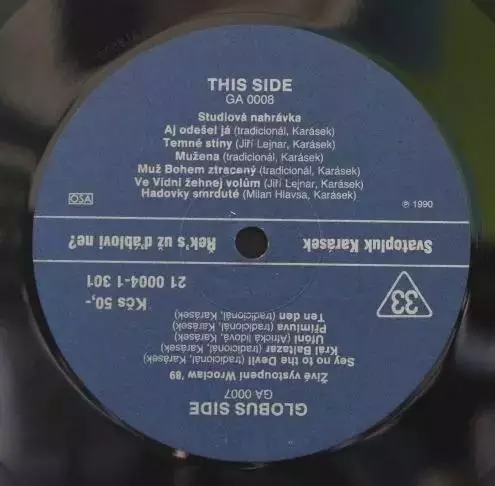 THIS SIDE
GA 0008
Studiová nahrávka
Aj odešel já (tradicionál, Karásek)
Temné stíny (Jiří Lejnar, Karásek)
Mužena (tradicionál, Karásek)
Muž Bohem ztracený (tradicionál, Karásek)
Ve Vidni žehnej volům (Jiří Lejnar, Karásek)
Hadovky smrduté (Milan Hlavsa, Karásek)
OSA
℗ 1990
Svatopluk Karásek Řek's už ďáblovi ne?
21 0004-1 301
Kčs 50,-
33
GLOBUS SIDE
GA 0007
Živé vystoupení Wroclaw '89
Sey no to the Devil (tradicionál, Karásek)
Král Baltazar (tradicionál, Karásek)
Utoni (Africká lidová, Karásek)
Přímluva (tradicionál, Karásek)
Ten den (tradicionál, Karásek)